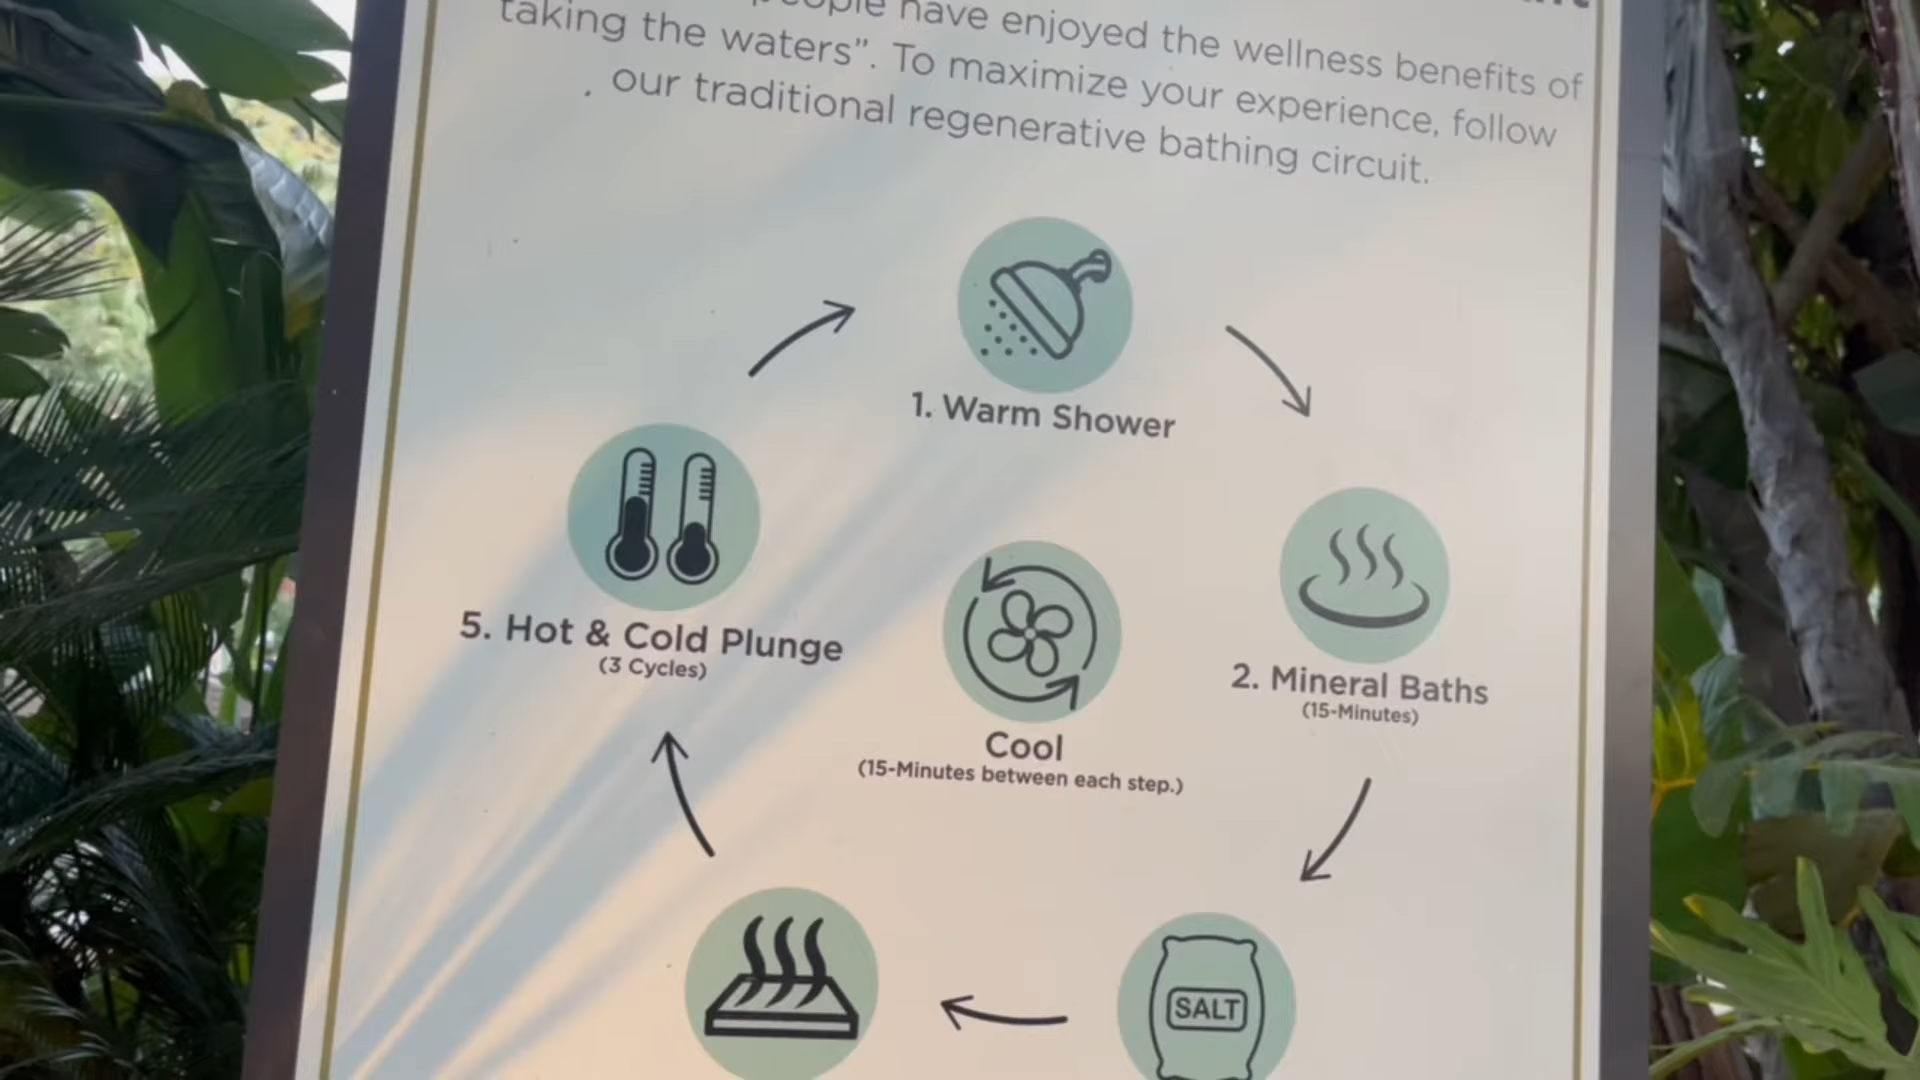 people have enjoyed the wellness benefits of
taking the waters”. To maximize your experience, follow
our traditional regenerative bathing circuit.
1. Warm Shower
5. Hot & Cold Plunge
(3 Cycles)
2. Mineral Baths
(15-Minutes)
Cool
(15-Minutes between each step.)
SALT